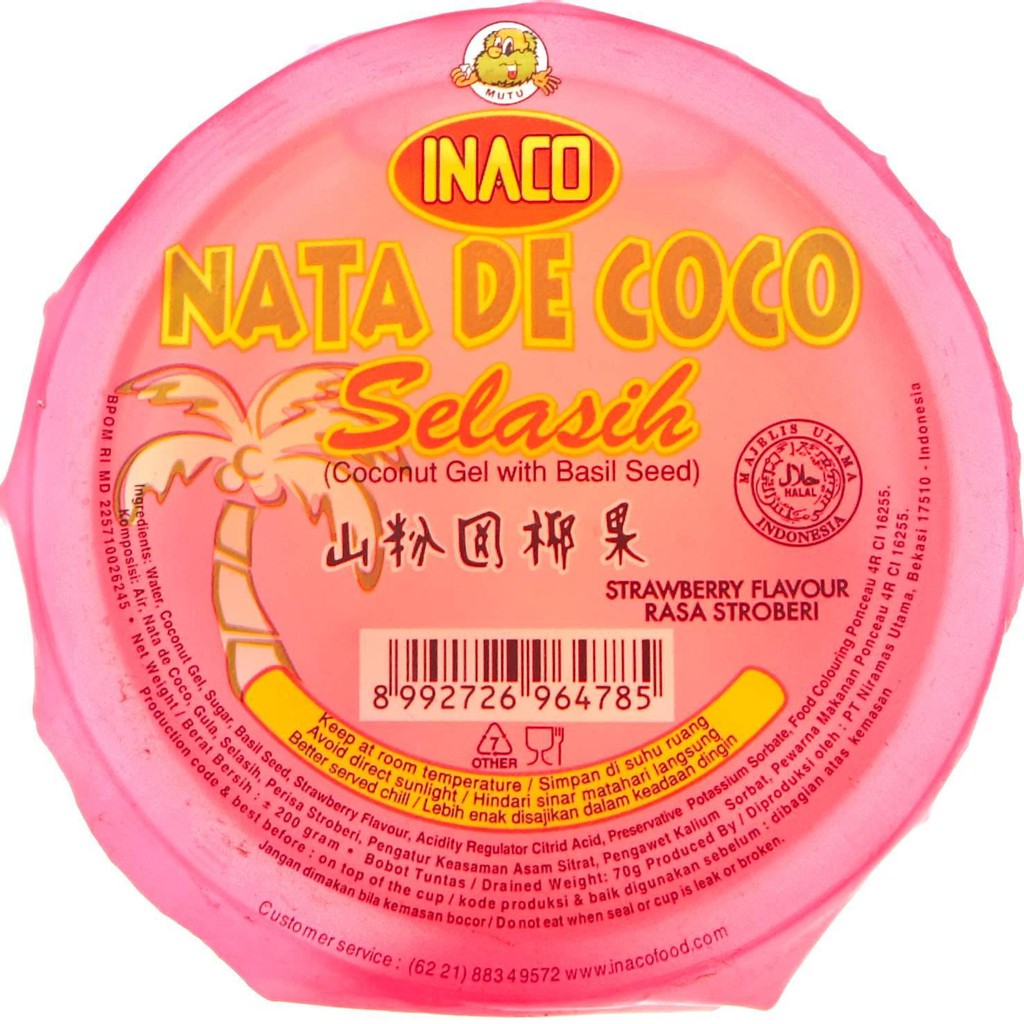 MUTU
INACO
NATA DE COCO
Selasih
(Coconut Gel with Basil Seed)
山粉圓椰果
MAJELIS ULAMA
حلال
HALAL
INDONESIA
STRAWBERRY FLAVOUR
RASA STROBERI
8 992726 964785
7
OTHER
Keep at room temperature / Simpan di suhu ruang
Avoid direct sunlight / Hindari sinar matahari langsung
Better served chill / Lebih enak disajikan dalam keadaan dingin
Ingredients: Water, Coconut Gel, Sugar, Basil Seed, Strawberry Flavour, Acidity Regulator Citrid Acid, Preservative Potassium Sorbate, Food Colouring Ponceau 4R CI 16255.
Komposisi: Air, Nata de Coco, Gula, Selasih, Perisa Stroberi, Pengatur Keasaman Asam Sitrat, Pengawet Kalium Sorbat, Pewarna Makanan Ponceau 4R CI 16255.
BPOM RI MD 225710026245 • Net Weight / Berat Bersih : ± 200 gram • Bobot Tuntas / Drained Weight: 70g Produced By / Diproduksi oleh : PT Niramas Utama, Bekasi 17510 - Indonesia
Production code & best before : on top of the cup / kode produksi & baik digunakan sebelum : dibagian atas kemasan
Jangan dimakan bila kemasan bocor / Do not eat when seal or cup is leak or broken.
Customer service : (62 21) 88349572 www.inacofood.com